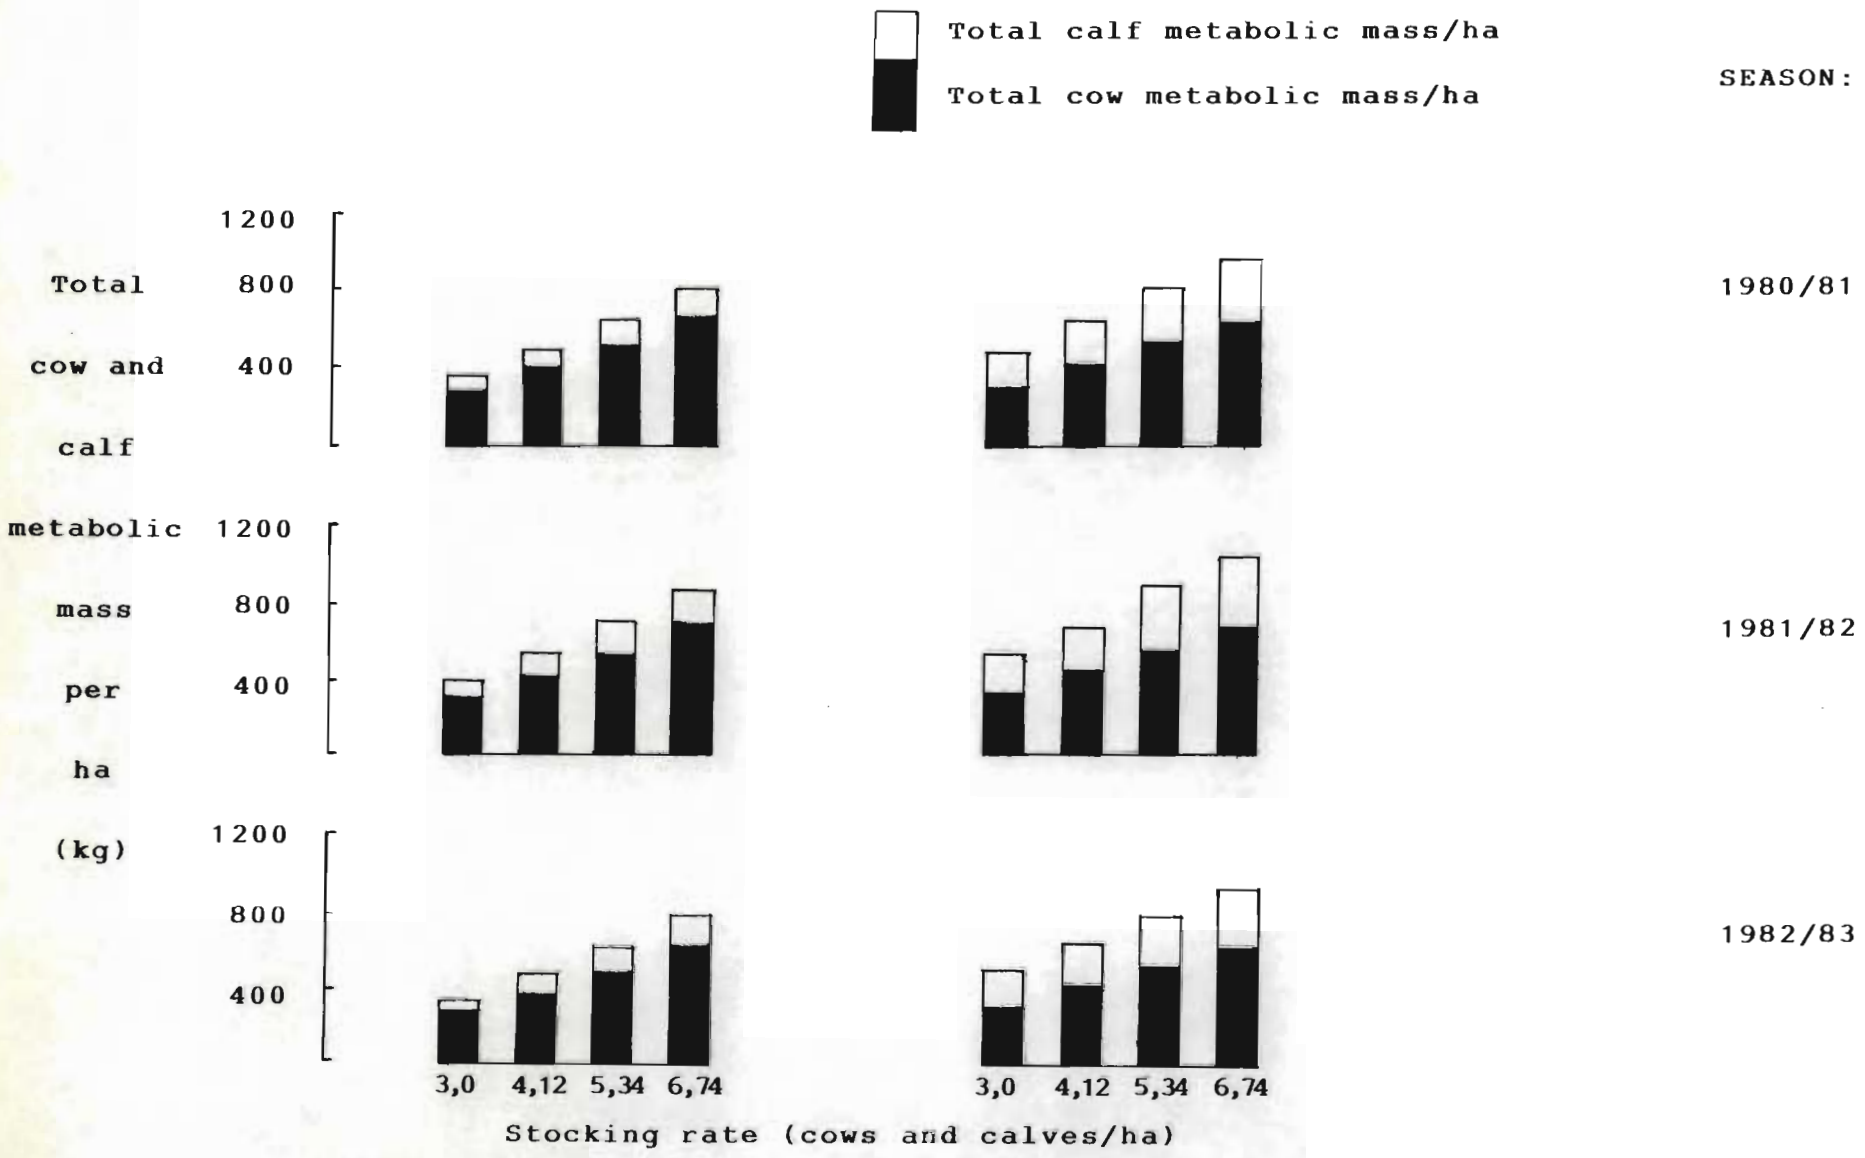 Total calf metabolic mass/ha
Total cow metabolic mass/ha
SEASON:
1200
800
400
1980/81
1200
800
400
1981/82
1200
800
400
1982/83
Total
cow and
calf
metabolic
mass
per
ha
(kg)
3,0 4,12 5,34 6,74
3,0 4,12 5,34 6,74
Stocking rate (cows and calves/ha)